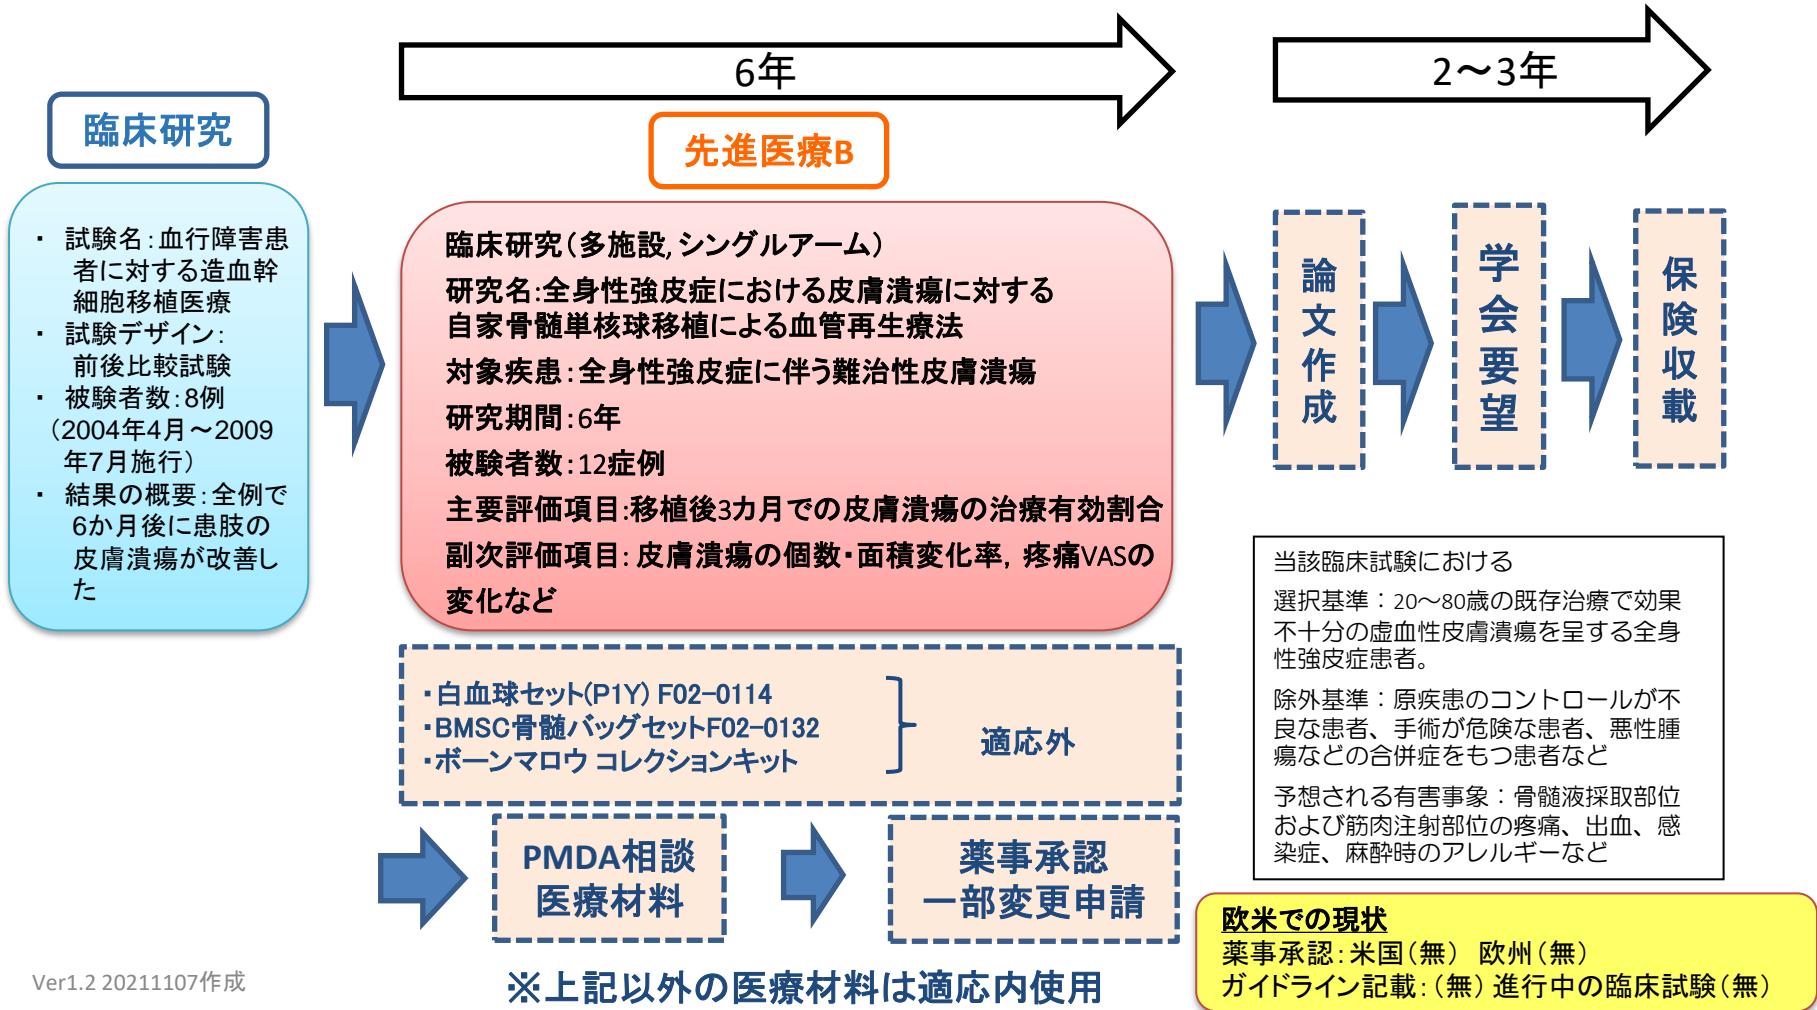 6年
2～3年
臨床研究
先進医療B
・ 試験名：血行障害患
者に対する造血幹
細胞移植医療
・ 試験デザイン：
前後比較試験
・ 被験者数：8例
（2004年4月～2009
年7月施行）
・ 結果の概要：全例で
6か月後に患肢の
皮膚潰瘍が改善し
た
臨床研究（多施設, シングルアーム）
研究名:全身性強皮症における皮膚潰瘍に対する
自家骨髄単核球移植による血管再生療法
対象疾患：全身性強皮症に伴う難治性皮膚潰瘍
研究期間：6年
被験者数：12症例
主要評価項目:移植後3カ月での皮膚潰瘍の治療有効割合
副次評価項目：皮膚潰瘍の個数・面積変化率，疼痛VASの
変化など
論文作成
学会要望
保険収載
・白血球セット(P1Y) F02-0114
・BMSC骨髄バッグセットF02-0132
・ボーンマロウ コレクションキット
適応外
PMDA相談
医療材料
薬事承認
一部変更申請
※上記以外の医療材料は適応内使用
当該臨床試験における
選択基準：20～80歳の既存治療で効果
不十分の虚血性皮膚潰瘍を呈する全身
性強皮症患者。
除外基準：原疾患のコントロールが不
良な患者、手術が危険な患者、悪性腫
瘍などの合併症をもつ患者など
予想される有害事象：骨髄液採取部位
および筋肉注射部位の疼痛、出血、感
染症、麻酔時のアレルギーなど
欧米での現状
薬事承認：米国（無） 欧州（無）
ガイドライン記載：（無）進行中の臨床試験（無）
Ver1.2 20211107作成